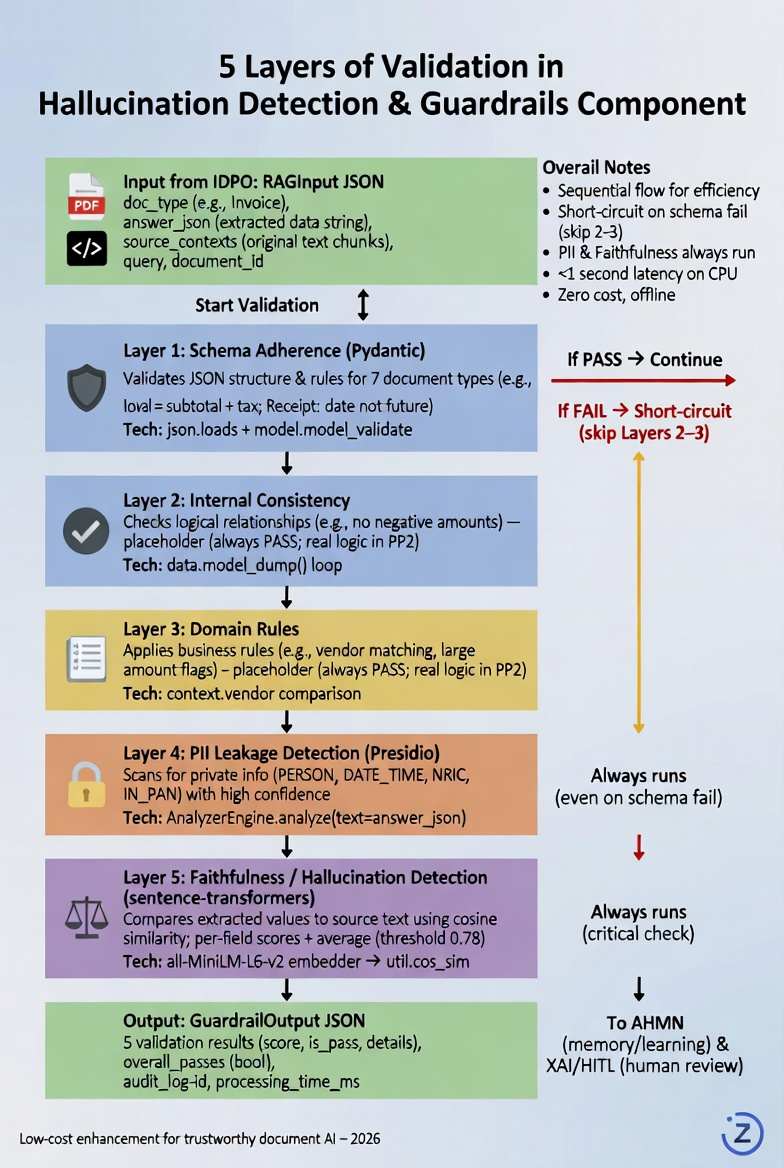 5 Layers of Validation in
Hallucination Detection & Guardrails Component
Input from IDPO: RAGInput JSON
doc_type (e.g., Invoice),
answer_json (extracted data string),
source_contexts (original text chunks),
query, document_id
PDF
</>
Overail Notes
• Sequential flow for efficiency
• Short-circuit on schema fail
(skip 2-3)
• PII & Faithfulness always run
• <1 second latency on CPU
• Zero cost, offline
Start Validation
Layer 1: Schema Adherence (Pydantic)
Validates JSON structure & rules for 7 document types (e.g.,
loval = subtotal + tax; Receipt: date not future)
Tech: json.loads + model.model_validate
If PASS → Continue
If FAIL → Short-circuit
(skip Layers 2–3)
Layer 2: Internal Consistency
Checks logical relationships (e.g., no negative amounts) —
placeholder (always PASS; real logic in PP2)
Tech: data.model_dump() loop
Layer 3: Domain Rules
Applies business rules (e.g., vendor matching, large
amount flags) – placeholder (always PASS; real logic in PP2)
Tech: context.vendor comparison
Layer 4: PII Leakage Detection (Presidio)
Scans for private info (PERSON, DATE_TIME, NRIC,
IN_PAN) with high confidence
Tech: AnalyzerEngine.analyze(text=answer_json)
Always runs
(even on schema fail)
Layer 5: Faithfulness / Hallucination Detection
(sentence-transformers)
Compares extracted values to source text using cosine
similarity; per-field scores + average (threshold 0.78)
Tech: all-MiniLM-L6-v2 embedder → util.cos_sim
Always runs
(critical check)
Output: GuardrailOutput JSON
5 validation results (score, is_pass, details),
overall_passes (bool),
audit_log-id, processing_time_ms
To AHMN
(memory/learning) &
XAI/HITL (human review)
Low-cost enhancement for trustworthy document AI – 2026
Z